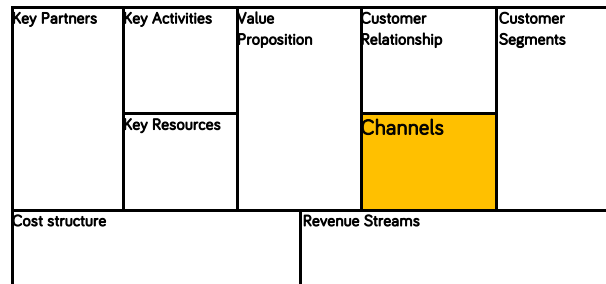 Key Partners
Key Activities
Value
Proposition
Customer
Relationship
Customer
Segments
Key Resources
Channels
Cost structure
Revenue Streams